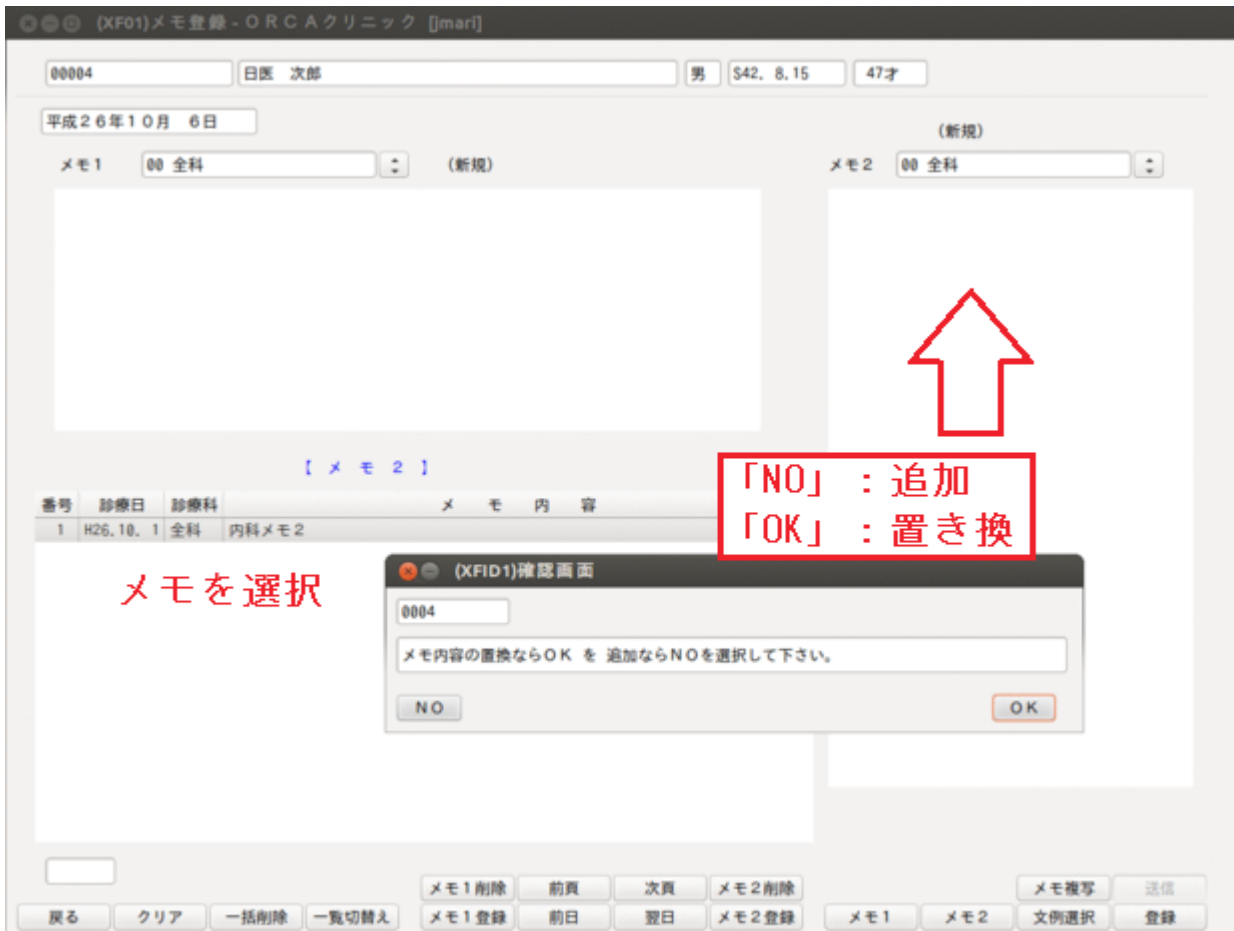 (XF01)メモ登録-ORCAクリニック [jmari]
00004 日医 次郎 男 S42. 8.15 47才
平成26年10月 6日
(新規)
メモ1 00 全科 (新規) メモ2 00 全科
【メモ2】
「NO」:追加
「OK」:置き換
番号 診療日 診療科 メモ内容
1 H26.10. 1 全科 内科メモ2
メモを選択
(XFID1)確認画面
0004
メモ内容の置換ならOK を 追加ならNOを選択して下さい。
NO OK
メモ1削除 前頁 次頁 メモ2削除 メモ複写 送信
戻る クリア 一括削除 一覧切替え メモ1登録 前日 翌日 メモ2登録 メモ1 メモ2 文例選択 登録